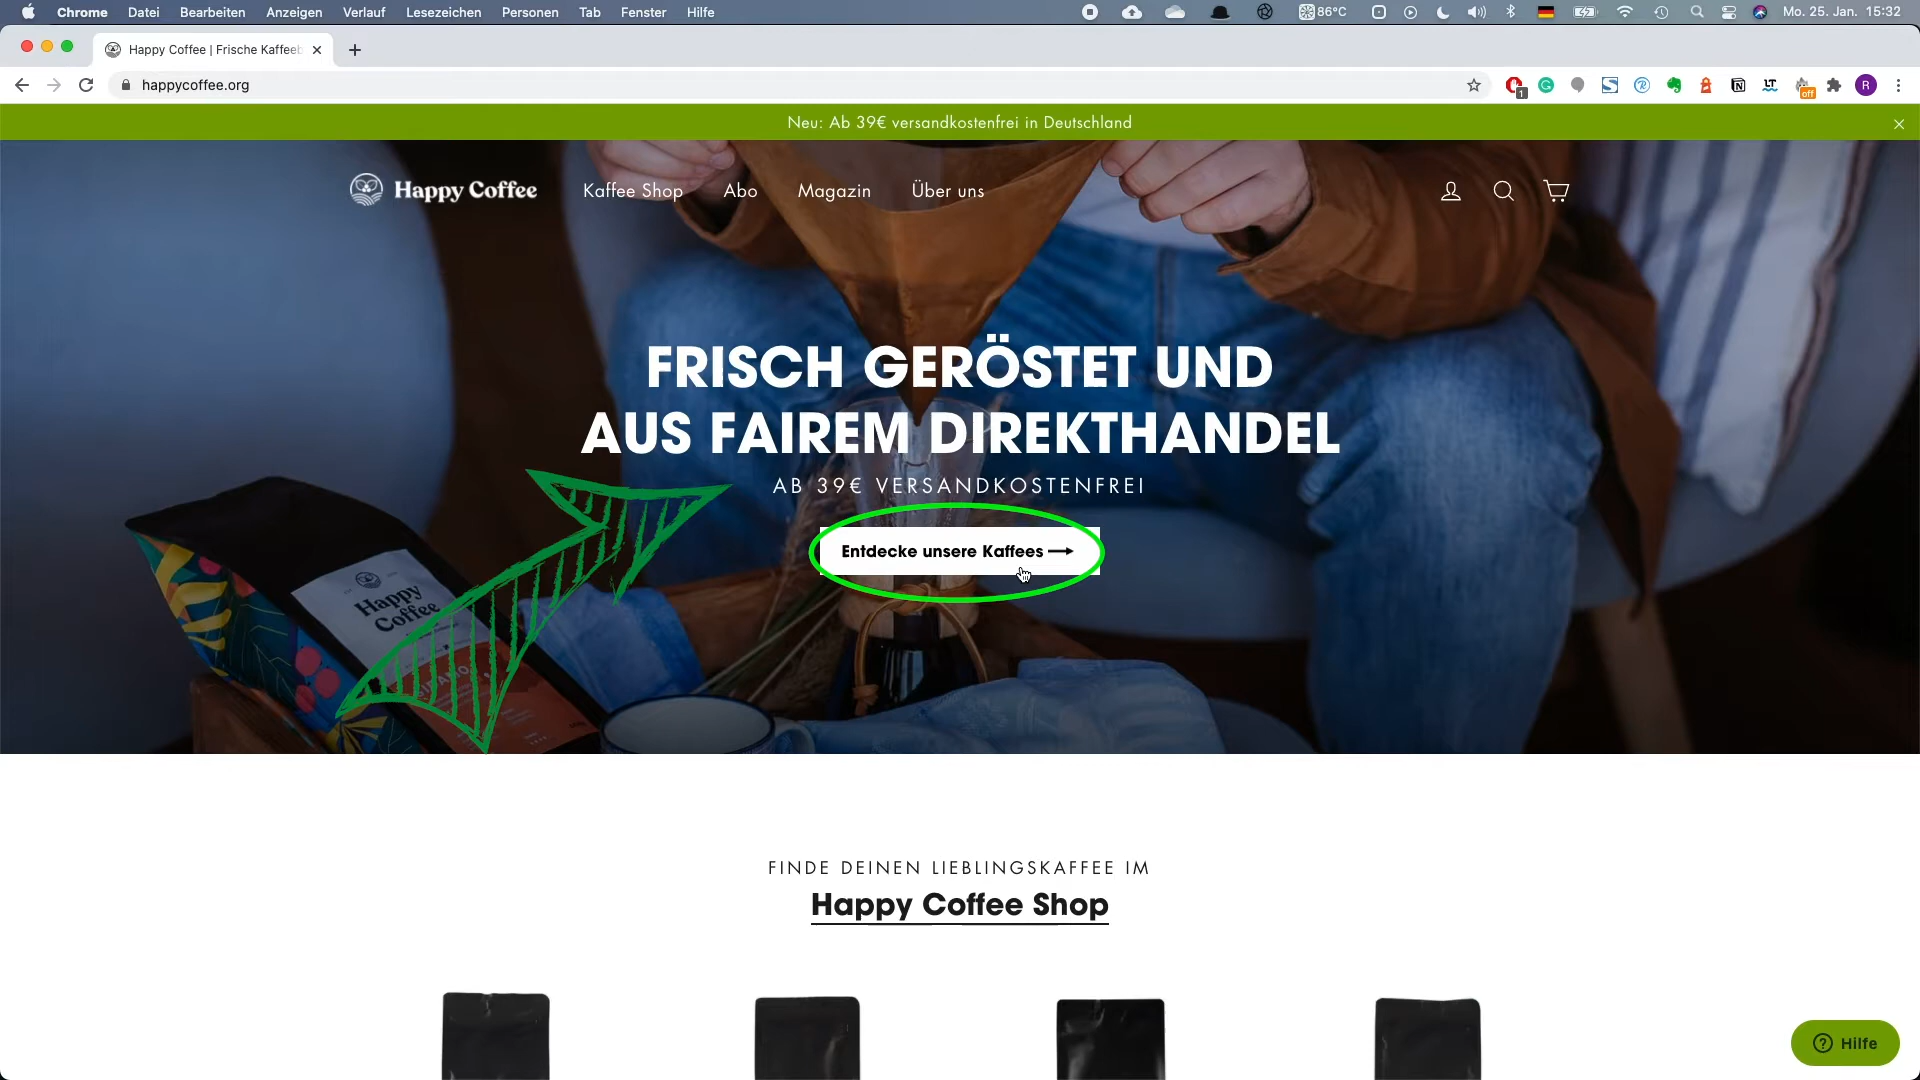 Chrome Datei Bearbeiten Anzeigen Verlauf Lesezeichen Personen Tab Fenster Hilfe 86°C Mo. 25. Jan. 15:32
Happy Coffee | Frische Kaffeeb
happycoffee.org
1 off R
Neu: Ab 39€ versandkostenfrei in Deutschland
Happy Coffee Kaffee Shop Abo Magazin Über uns
FRISCH GERÖSTET UND
AUS FAIREM DIREKTHANDEL
AB 39€ VERSANDKOSTENFREI
Entdecke unsere Kaffees
Happy
Coffee
FINDE DEINEN LIEBLINGSKAFFEE IM
Happy Coffee Shop
Hilfe